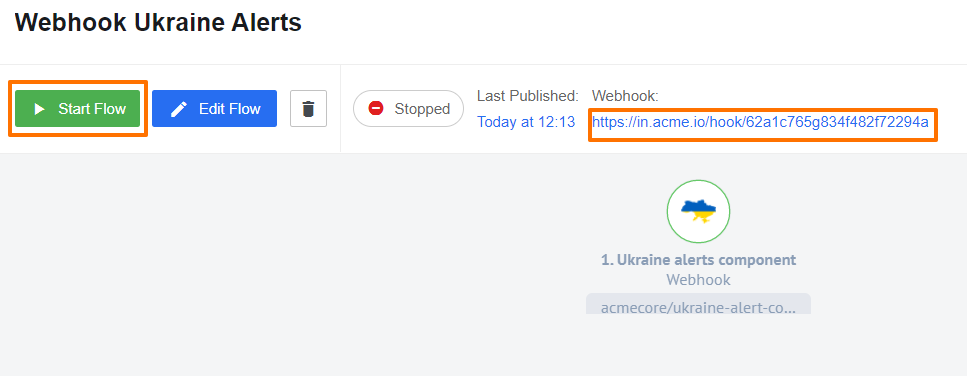 Webhook Ukraine Alerts
Start Flow
Edit Flow
Stopped
Last Published:
Today at 12:13
Webhook:
https://in.acme.io/hook/62a1c765g834f482f72294a
1. Ukraine alerts component
Webhook
acmecore/ukraine-alert-co...